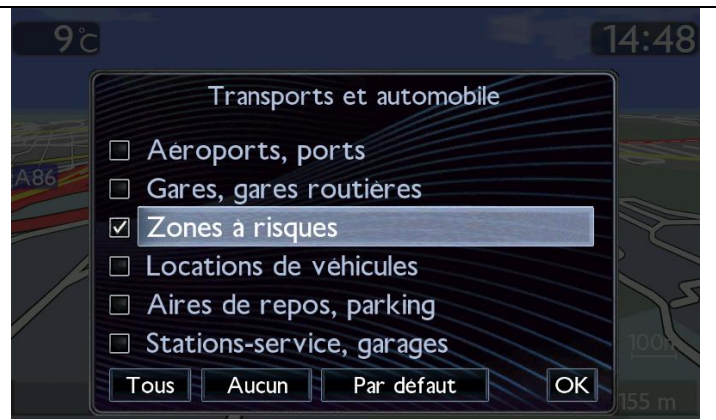 9°C 14:48
Transports et automobile
Aéroports, ports
A86
Gares, gares routières
Zones à risques
Locations de véhicules
Aires de repos, parking
Stations-service, garages
100m
Tous Aucun Par défaut OK
155 m